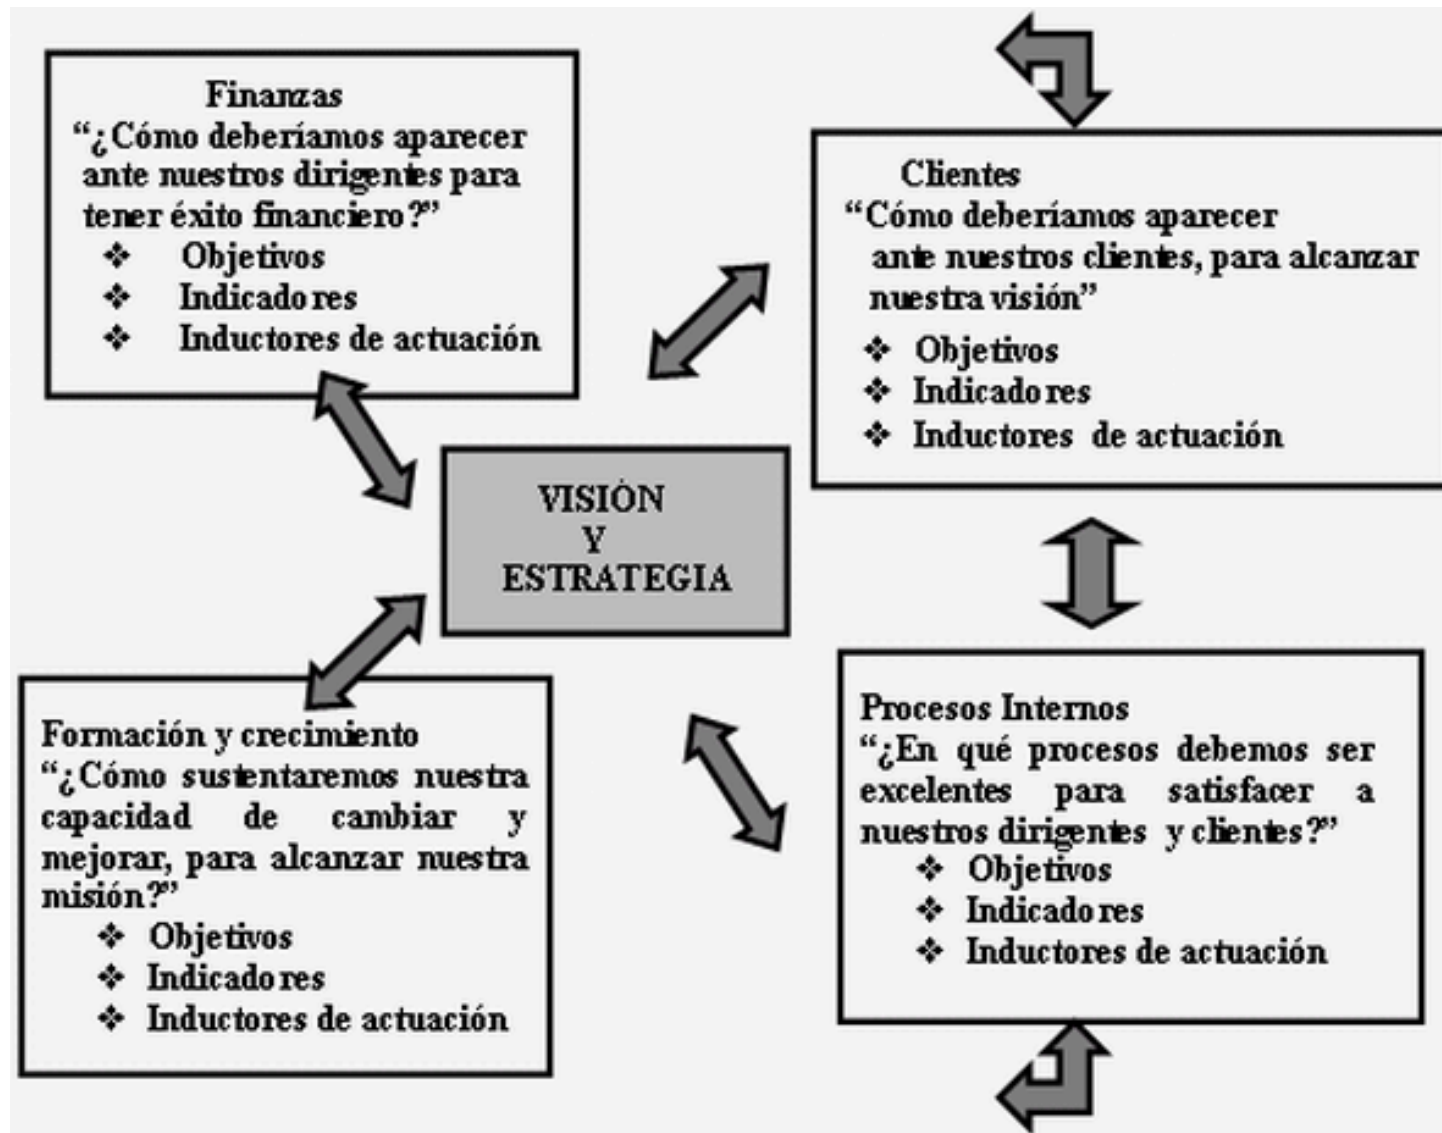 Finanzas
“¿Cómo deberíamos aparecer
ante nuestros dirigentes para
tener éxito financiero?”
❖ Objetivos
❖ Indicadores
❖ Inductores de actuación
Clientes
“Cómo deberíamos aparecer
ante nuestros clientes, para alcanzar
nuestra visión”
❖ Objetivos
❖ Indicadores
❖ Inductores de actuación
VISIÓN
Y
ESTRATEGIA
Formación y crecimiento
“¿Cómo sustentaremos nuestra
capacidad de cambiar y
mejorar, para alcanzar nuestra
misión?”
❖ Objetivos
❖ Indicadores
❖ Inductores de actuación
Procesos Internos
“¿En qué procesos debemos ser
excelentes para satisfacer a
nuestros dirigentes y clientes?”
❖ Objetivos
❖ Indicadores
❖ Inductores de actuación